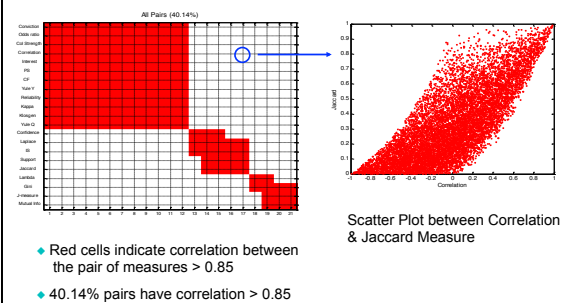 All Pairs (40.14%)
Conviction
Odds ratio
Col Strength
Correlation
Interest
PS
CF
Yule Y
Reliability
Kappa
Klosgen
Yule Q
Confidence
Laplace
IS
Support
Jaccard
Lambda
Gini
J-measure
Mutual Info
1 2 3 4 5 6 7 8 9 10 11 12 13 14 15 16 17 18 19 20 21
1
0.9
0.8
0.7
0.6
0.5
0.4
0.3
0.2
0.1
0
Jaccard
-1 -0.8 -0.6 -0.4 -0.2 0 0.2 0.4 0.6 0.8 1
Correlation
Scatter Plot between Correlation
& Jaccard Measure
Red cells indicate correlation between
the pair of measures > 0.85
40.14% pairs have correlation > 0.85